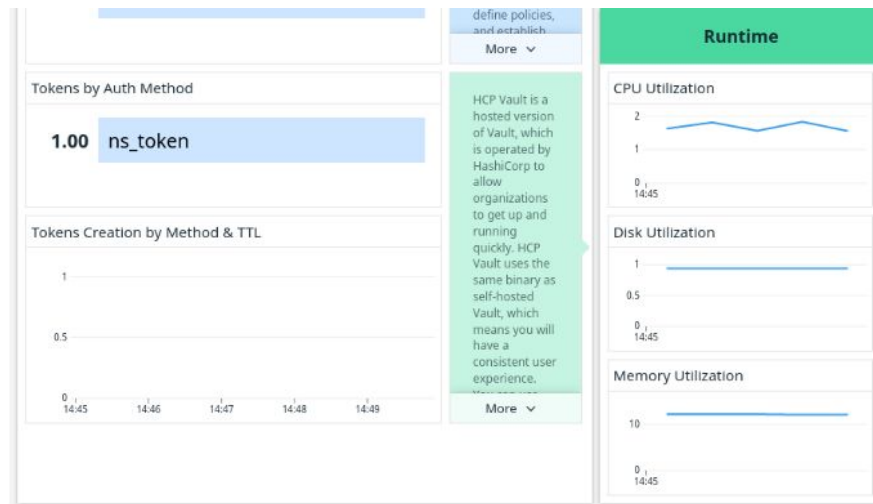 define policies,
and establish
More
Tokens by Auth Method
1.00 ns_token
Tokens Creation by Method & TTL
1
0.5
0
14:45 14:46 14:47 14:48 14:49
HCP Vault is a
hosted version
of Vault, which
is operated by
HashiCorp to
allow
organizations
to get up and
running
quickly. HCP
Vault uses the
same binary as
self-hosted
Vault, which
means you will
have a
consistent user
experience.
You can use
More
Runtime
CPU Utilization
2
1
0
14:45
Disk Utilization
1
0.5
0
14:45
Memory Utilization
10
0
14:45